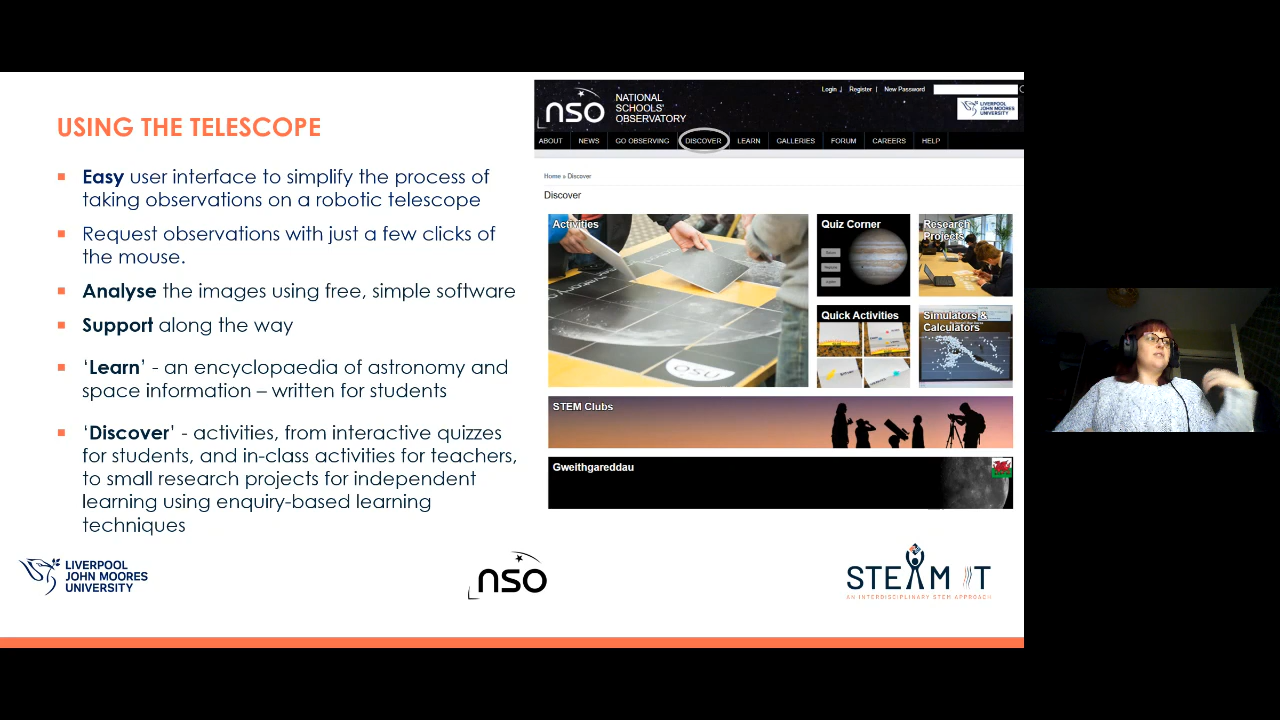 USING THE TELESCOPE
Easy user interface to simplify the process of
taking observations on a robotic telescope
Request observations with just a few clicks of
the mouse.
Analyse the images using free, simple software
Support along the way
‘Learn’ - an encyclopaedia of astronomy and
space information – written for students
‘Discover’ - activities, from interactive quizzes
for students, and in-class activities for teachers,
to small research projects for independent
learning using enquiry-based learning
techniques
Login | Register | New Password
nso
NATIONAL
SCHOOLS'
OBSERVATORY
LIVERPOOL
JOHN MOORES
UNIVERSITY
ABOUT NEWS GO OBSERVING DISCOVER LEARN GALLERIES FORUM CAREERS HELP
Home » Discover
Discover
Activities
Quiz Corner
Research
Projects
Quick Activities
Simulators &
Calculators
STEM Clubs
Gweithgareddau
LIVERPOOL
JOHN MOORES
UNIVERSITY
nso
STEAM IT
AN INTERDISCIPLINARY STEM APPROACH